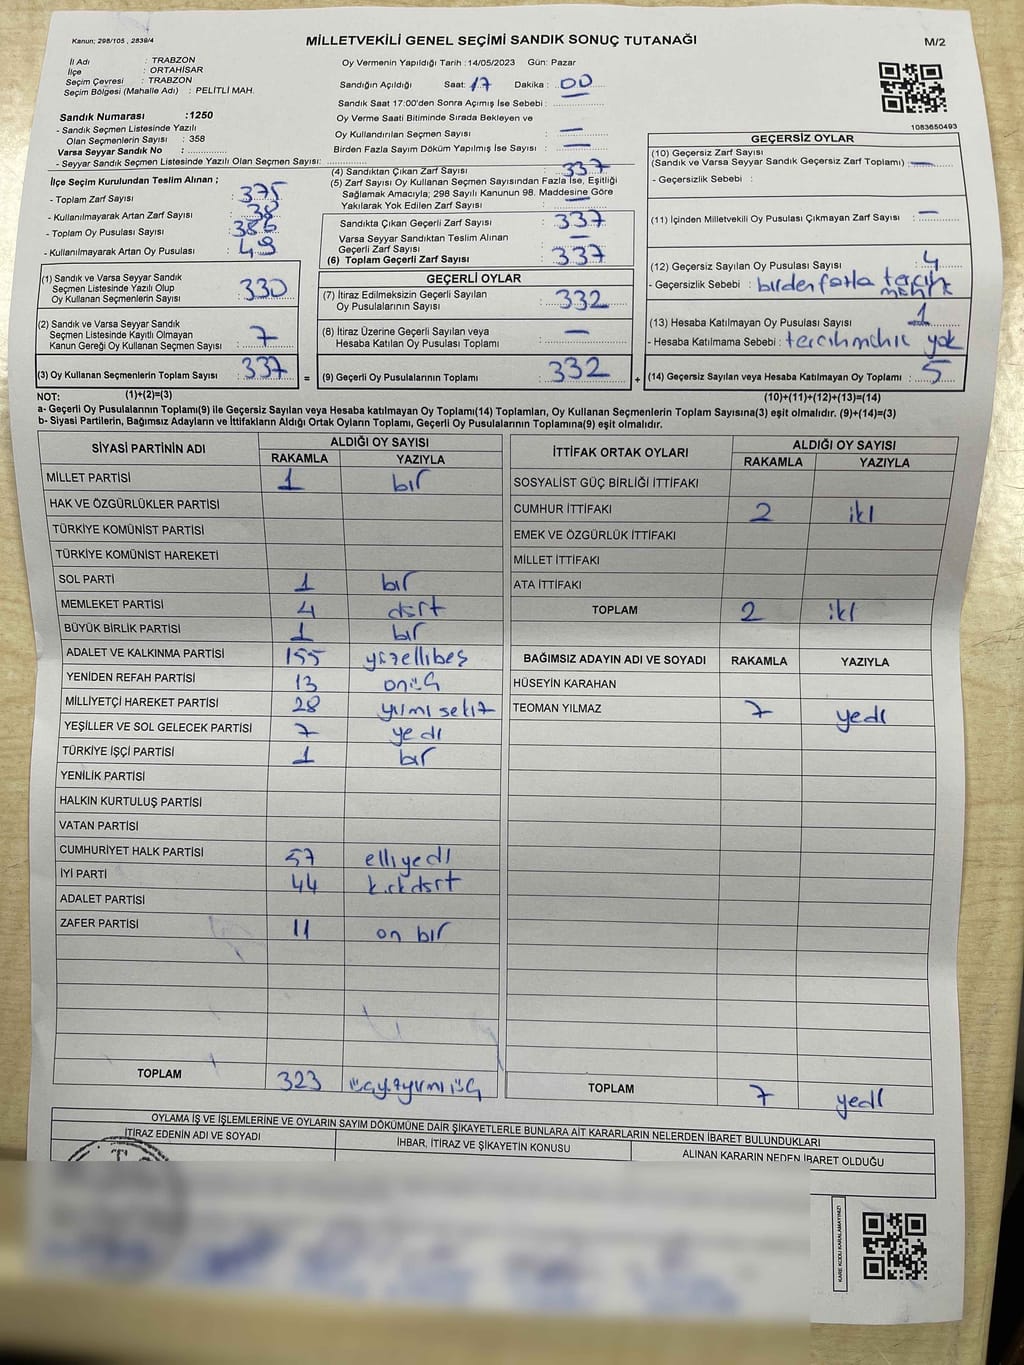 Kanun; 298/105 , 2839/4
MİLLETVEKİLİ GENEL SEÇİMİ SANDIK SONUÇ TUTANAĞI
M/2
İl Adı : TRABZON
İlçe : ORTAHİSAR
Seçim Çevresi : TRABZON
Seçim Bölgesi (Mahalle Adı) : PELİTLİ MAH.
Sandık Numarası :1250
- Sandık Seçmen Listesinde Yazılı
Olan Seçmenlerin Sayısı : 358
Varsa Seyyar Sandık No :
- Seyyar Sandık Seçmen Listesinde Yazılı Olan Seçmen Sayısı:
Oy Vermenin Yapıldığı Tarih :14/05/2023 Gün: Pazar
Sandığın Açıldığı Saat: 17 Dakika : 00
Sandık Saat 17:00'den Sonra Açımış İse Sebebi :
Oy Verme Saati Bitiminde Sırada Bekleyen ve
Oy Kullandırılan Seçmen Sayısı : —
Birden Fazla Sayım Döküm Yapılmış İse Sayısı : —
1083650493
İlçe Seçim Kurulundan Teslim Alınan ;
- Toplam Zarf Sayısı : 375
- Kullanılmayarak Artan Zarf Sayısı : 38
- Toplam Oy Pusulası Sayısı : 386
- Kullanılmayarak Artan Oy Pusulası : 49
(4) Sandıktan Çıkan Zarf Sayısı : 337
(5) Zarf Sayısı Oy Kullanan Seçmen Sayısından Fazla İse, Eşitliği
Sağlamak Amacıyla; 298 Sayılı Kanunun 98. Maddesine Göre
Yakılarak Yok Edilen Zarf Sayısı : —
Sandıkta Çıkan Geçerli Zarf Sayısı : 337
Varsa Seyyar Sandıktan Teslim Alınan
Geçerli Zarf Sayısı : —
(6) Toplam Geçerli Zarf Sayısı : 337
GEÇERSİZ OYLAR
(10) Geçersiz Zarf Sayısı
(Sandık ve Varsa Seyyar Sandık Geçersiz Zarf Toplamı) : —
- Geçersizlik Sebebi :
(11) İçinden Milletvekili Oy Pusulası Çıkmayan Zarf Sayısı : —
(12) Geçersiz Sayılan Oy Pusulası Sayısı : 4
- Geçersizlik Sebebi : birden fazla tercih
mührü
(13) Hesaba Katılmayan Oy Pusulası Sayısı : 1
- Hesaba Katılmama Sebebi : tercih mührü yok
(14) Geçersiz Sayılan veya Hesaba Katılmayan Oy Toplamı : 5
(1) Sandık ve Varsa Seyyar Sandık
Seçmen Listesinde Yazılı Olup
Oy Kullanan Seçmenlerin Sayısı : 330
(2) Sandık ve Varsa Seyyar Sandık
Seçmen Listesinde Kayıtlı Olmayan
Kanun Gereği Oy Kullanan Seçmen Sayısı : 7
(3) Oy Kullanan Seçmenlerin Toplam Sayısı : 337
=
GEÇERLİ OYLAR
(7) İtiraz Edilmeksizin Geçerli Sayılan
Oy Pusulalarının Sayısı : 332
(8) İtiraz Üzerine Geçerli Sayılan veya
Hesaba Katılan Oy Pusulası Toplamı : —
(9) Geçerli Oy Pusulalarının Toplamı : 332
+
NOT: (1)+(2)=(3)
(10)+(11)+(12)+(13)=(14)
a- Geçerli Oy Pusulalarının Toplamı(9) ile Geçersiz Sayılan veya Hesaba katılmayan Oy Toplamı(14) Toplamları, Oy Kullanan Seçmenlerin Toplam Sayısına(3) eşit olmalıdır. (9)+(14)=(3)
b- Siyasi Partilerin, Bağımsız Adayların ve İttifakların Aldığı Ortak Oyların Toplamı, Geçerli Oy Pusulalarının Toplamına(9) eşit olmalıdır.
SİYASİ PARTİNİN ADI ALDIĞI OY SAYISI
RAKAMLA YAZIYLA
MİLLET PARTİSİ 1 bir
HAK VE ÖZGÜRLÜKLER PARTİSİ
TÜRKİYE KOMÜNİST PARTİSİ
TÜRKİYE KOMÜNİST HAREKETİ
SOL PARTİ 1 bir
MEMLEKET PARTİSİ 4 dört
BÜYÜK BİRLİK PARTİSİ 1 bir
ADALET VE KALKINMA PARTİSİ 155 yüzellibeş
YENİDEN REFAH PARTİSİ 13 onüç
MİLLİYETÇİ HAREKET PARTİSİ 28 yirmi sekiz
YEŞİLLER VE SOL GELECEK PARTİSİ 7 yedi
TÜRKİYE İŞÇİ PARTİSİ 1 bir
YENİLİK PARTİSİ
HALKIN KURTULUŞ PARTİSİ
VATAN PARTİSİ
CUMHURİYET HALK PARTİSİ 57 elliyedi
İYİ PARTİ 44 kırkdört
ADALET PARTİSİ
ZAFER PARTİSİ 11 on bir
TOPLAM 323 üçyüzyirmiüç
İTTİFAK ORTAK OYLARI ALDIĞI OY SAYISI
RAKAMLA YAZIYLA
SOSYALİST GÜÇ BİRLİĞİ İTTİFAKI
CUMHUR İTTİFAKI 2 iki
EMEK VE ÖZGÜRLÜK İTTİFAKI
MİLLET İTTİFAKI
ATA İTTİFAKI
TOPLAM 2 iki
BAĞIMSIZ ADAYIN ADI VE SOYADI RAKAMLA YAZIYLA
HÜSEYİN KARAHAN
TEOMAN YILMAZ 7 yedi
TOPLAM 7 yedi
OYLAMA İŞ VE İŞLEMLERİNE VE OYLARIN SAYIM DÖKÜMÜNE DAİR ŞİKAYETLERLE BUNLARA AİT KARARLARIN NELERDEN İBARET BULUNDUKLARI
İTİRAZ EDENİN ADI VE SOYADI İHBAR, İTİRAZ VE ŞİKAYETİN KONUSU ALINAN KARARIN NEDEN İBARET OLDUĞU
KARE KODU KARALAMAYINIZ!